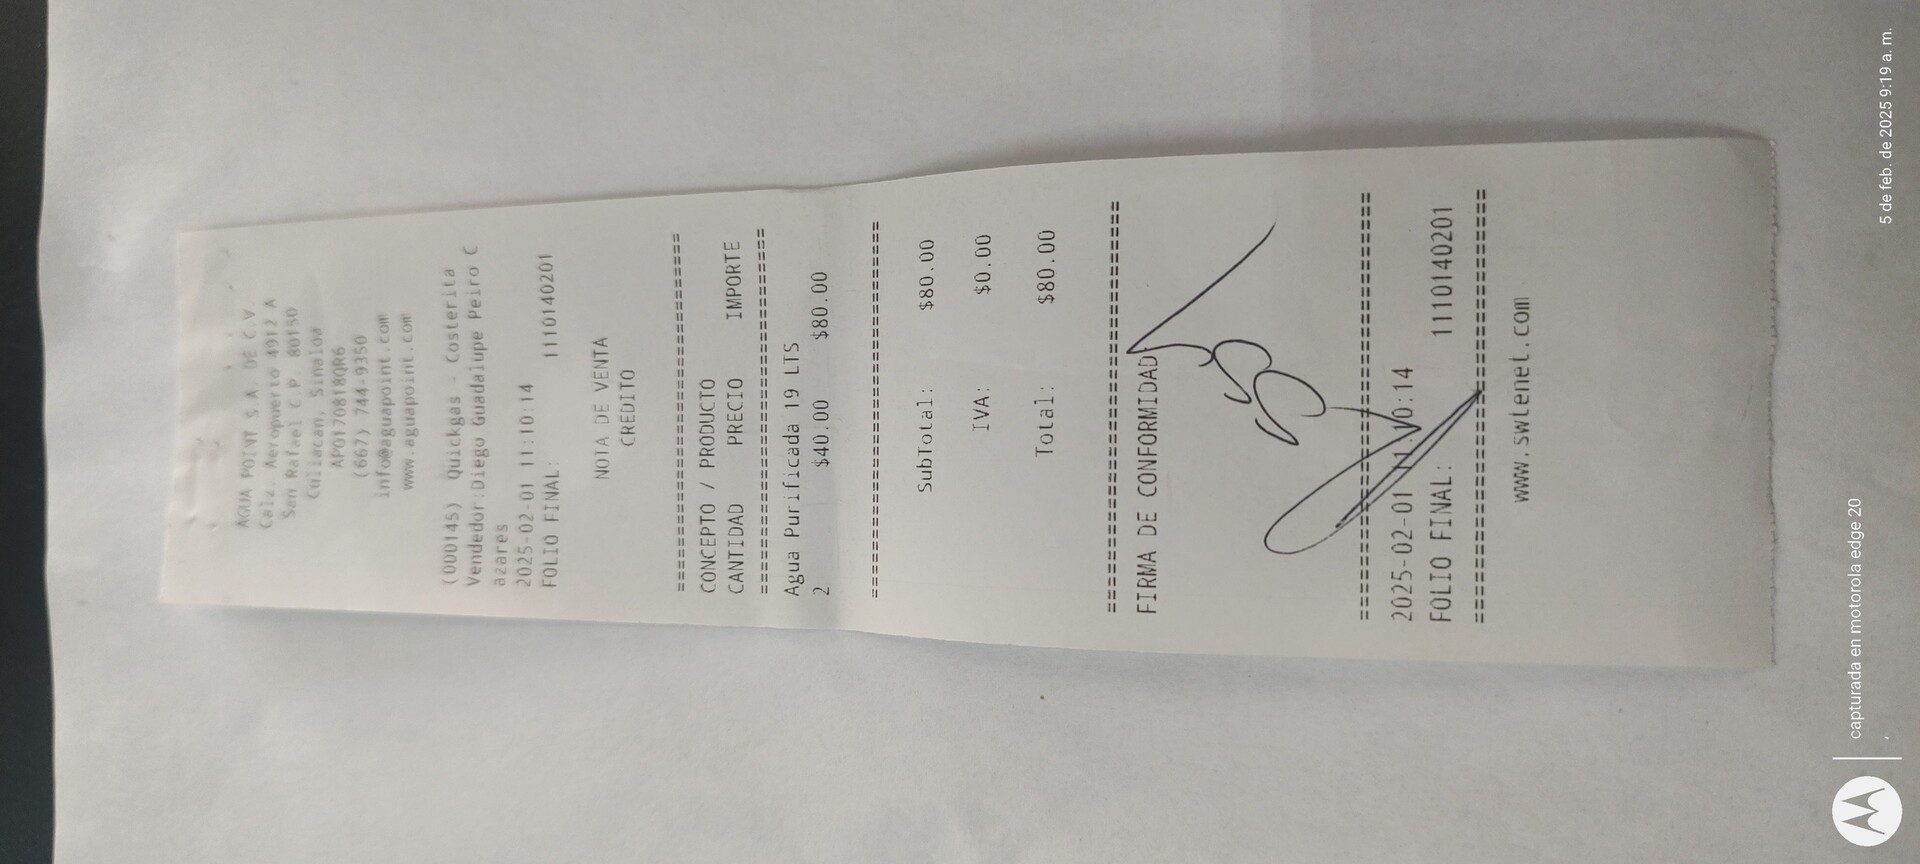 AGUA POINT S.A. DE C.V.
Calz. Aeropuerto 4912 A
San Rafael C.P. 80150
Culiacan, Sinaloa
APO170818QR6
(667) 744-9350
info@aguapoint.com
www.aguapoint.com
(000145) Quickgas - Costerita
Vendedor:Diego Guadalupe Peiro C
azares
2025-02-01 11:10:14
FOLIO FINAL: 1110140201
NOTA DE VENTA
CREDITO
================================
CONCEPTO / PRODUCTO
CANTIDAD PRECIO IMPORTE
================================
Agua Purificada 19 LTS
2 $40.00 $80.00
================================
SubTotal: $80.00
IVA: $0.00
Total: $80.00
================================
FIRMA DE CONFORMIDAD
================================
2025-02-01 11:10:14
FOLIO FINAL: 1110140201
================================
www.swtenet.com
capturada en motorola edge 20
5 de feb. de 2025 9:19 a. m.